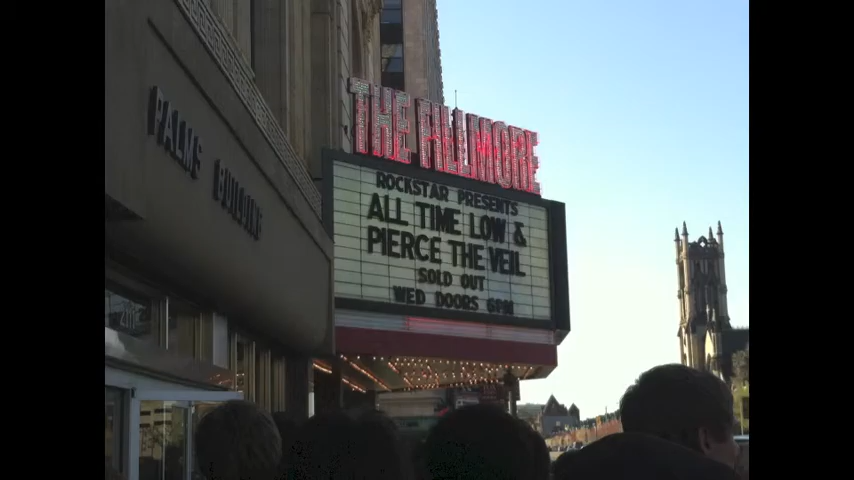 PALMS BUILDING
THE FILLMORE
ROCKSTAR PRESENTS
ALL TIME LOW &
PIERCE THE VEIL
SOLD OUT
WED DOORS 6PM